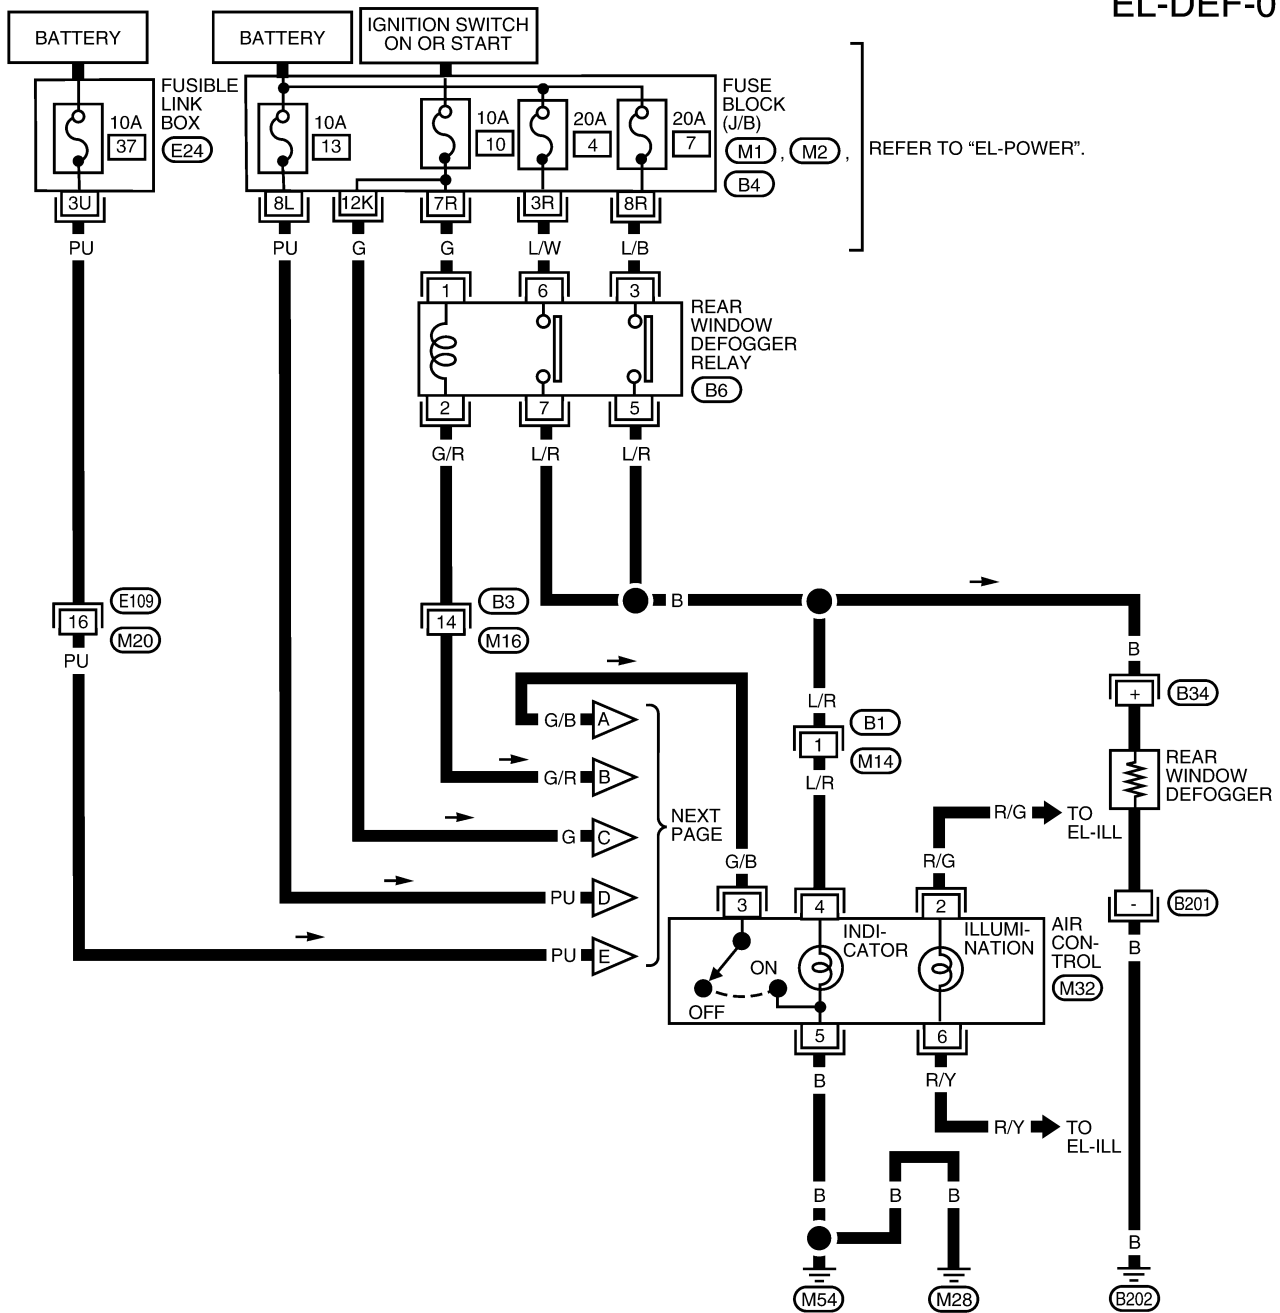 EL-DEF-0
BATTERY
BATTERY
IGNITION SWITCH
ON OR START
FUSIBLE
LINK
BOX
E24
10A
37
10A
13
10A
10
20A
4
20A
7
FUSE
BLOCK
(J/B)
M1 , M2 ,
B4
REFER TO “EL-POWER”.
3U
8L
12K
7R
3R
8R
PU
PU
G
G
L/W
L/B
1
6
3
REAR
WINDOW
DEFOGGER
RELAY
B6
2
7
5
G/R
L/R
L/R
16
E109
M20
PU
14
B3
M16
B
B
+
B34
L/R
1
B1
M14
L/R
G/B
A
G/R
B
G
C
PU
D
PU
E
NEXT
PAGE
REAR
WINDOW
DEFOGGER
R/G
TO
EL-ILL
G/B
R/G
3
4
2
-
B201
B
INDI-
CATOR
ILLUMI-
NATION
AIR
CON-
TROL
M32
ON
OFF
5
6
B
R/Y
R/Y
TO
EL-ILL
B
B
B
B
M54
M28
B202